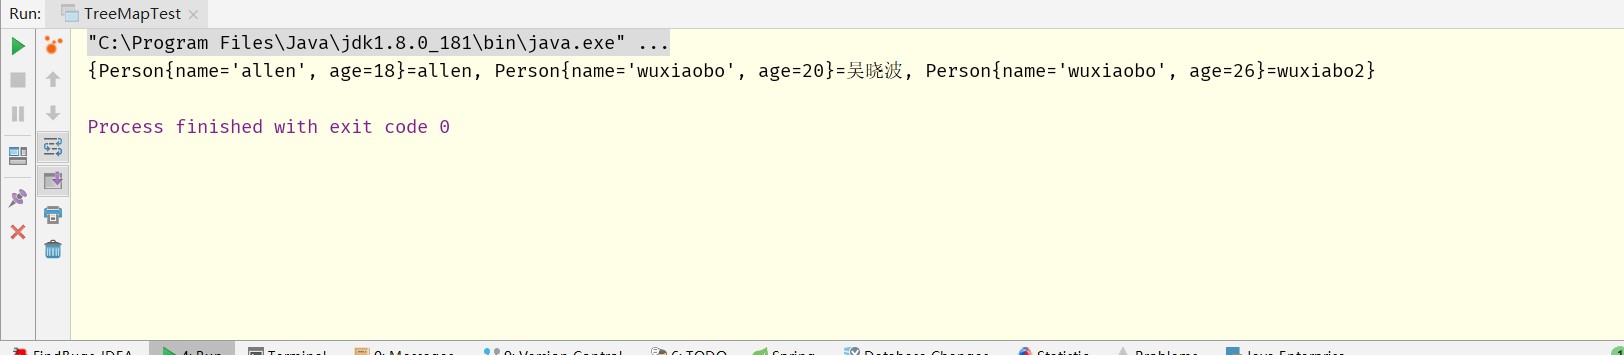 Run: TreeMapTest
"C:\Program Files\Java\jdk1.8.0_181\bin\java.exe" ...
{Person{name='allen', age=18}=allen, Person{name='wuxiaobo', age=20}=吴晓波, Person{name='wuxiaobo', age=26}=wuxiabo2}
Process finished with exit code 0
FindBugs-IDEA 4: Run Terminal 0: Messages 9: Version Control 6: TODO Spring Database Changes Statistic Problems Java Enterprise